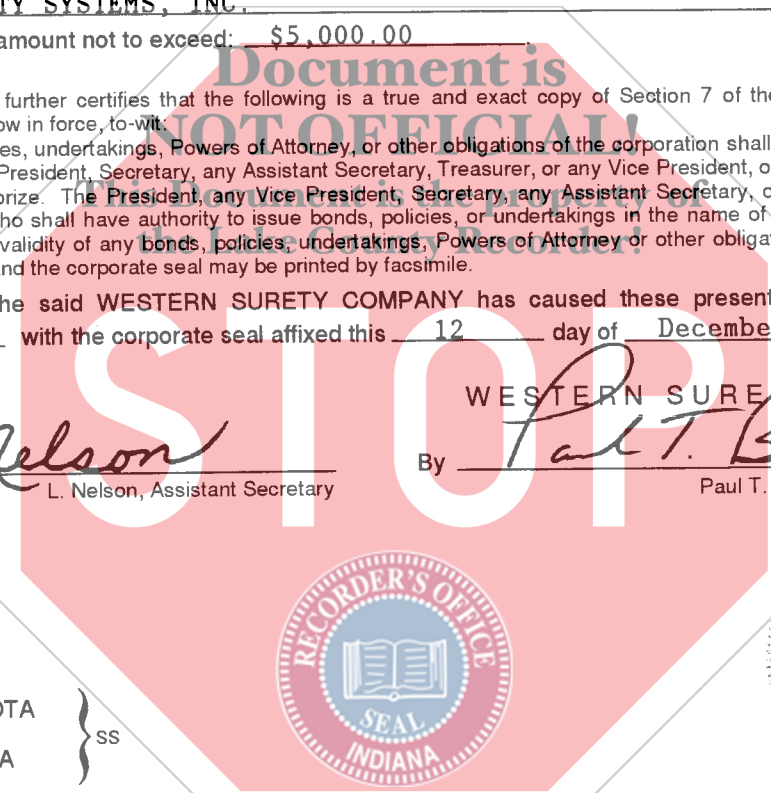 TY SYSTEMS, INC.
amount not to exceed: $5,000.00.
Document is
further certifies that the following is a true and exact copy of Section 7 of the
ow in force, to-wit:
NOT OFFICIAL!
es, undertakings, Powers of Attorney, or other obligations of the corporation shall
President, Secretary, any Assistant Secretary, Treasurer, or any Vice President, o
This Document is the property of
orize. The President, any Vice President, Secretary, any Assistant Secretary, o
ho shall have authority to issue bonds, policies, or undertakings in the name of
the Lake County Recorder!
validity of any bonds, policies, undertakings, Powers of Attorney or other obligat
nd the corporate seal may be printed by facsimile.
he said WESTERN SURETY COMPANY has caused these present
with the corporate seal affixed this 12 day of Decembe
STOP
WESTERN SURE
Nelson
By Paul T. B
L. Nelson, Assistant Secretary
Paul T.
RECORDER'S OFFICE
SEAL
INDIANA
OTA
A
} SS